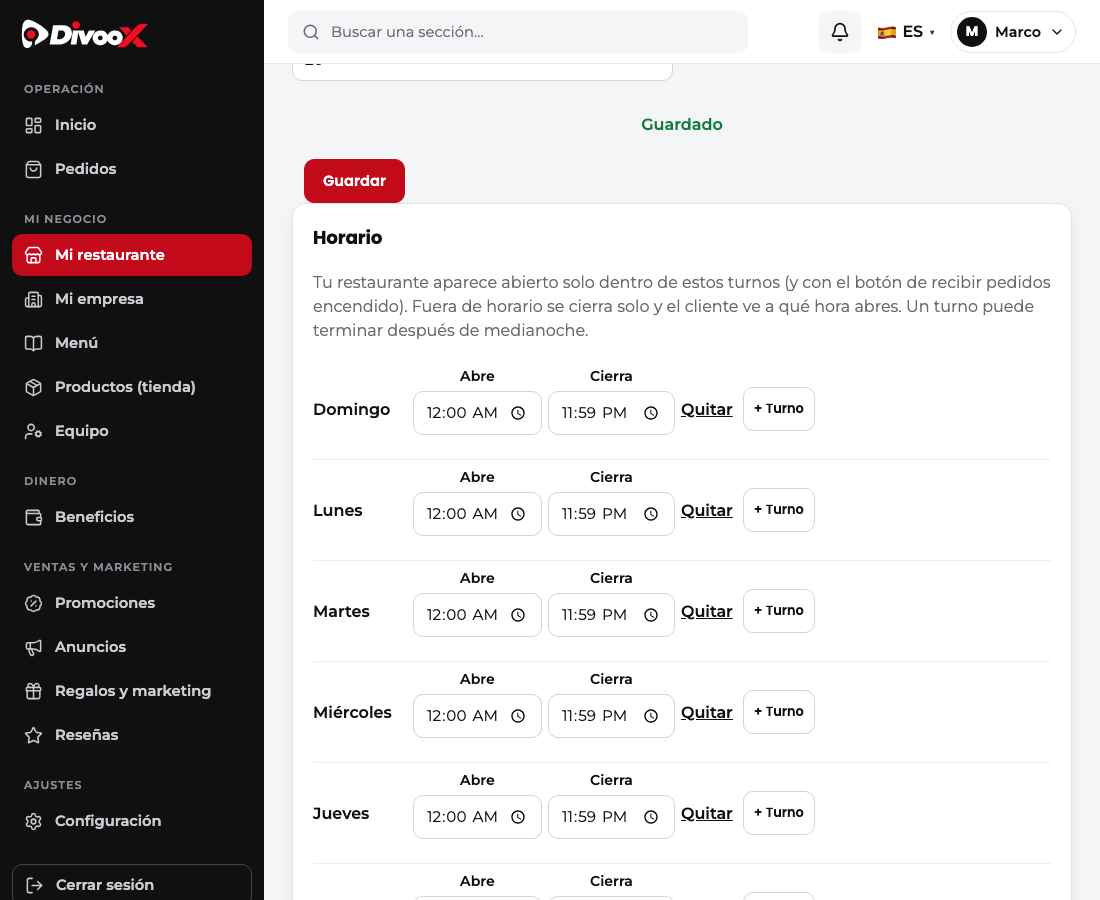 DivooX
Buscar una sección...
🇪🇸 ES
M Marco
OPERACIÓN
Inicio
Pedidos
MI NEGOCIO
Mi restaurante
Mi empresa
Menú
Productos (tienda)
Equipo
DINERO
Beneficios
VENTAS Y MARKETING
Promociones
Anuncios
Regalos y marketing
Reseñas
AJUSTES
Configuración
Cerrar sesión
Guardado
Guardar
Horario
Tu restaurante aparece abierto solo dentro de estos turnos (y con el botón de recibir pedidos
encendido). Fuera de horario se cierra solo y el cliente ve a qué hora abres. Un turno puede
terminar después de medianoche.
Abre Cierra
Domingo 12:00 AM 11:59 PM Quitar + Turno
Abre Cierra
Lunes 12:00 AM 11:59 PM Quitar + Turno
Abre Cierra
Martes 12:00 AM 11:59 PM Quitar + Turno
Abre Cierra
Miércoles 12:00 AM 11:59 PM Quitar + Turno
Abre Cierra
Jueves 12:00 AM 11:59 PM Quitar + Turno
Abre Cierra